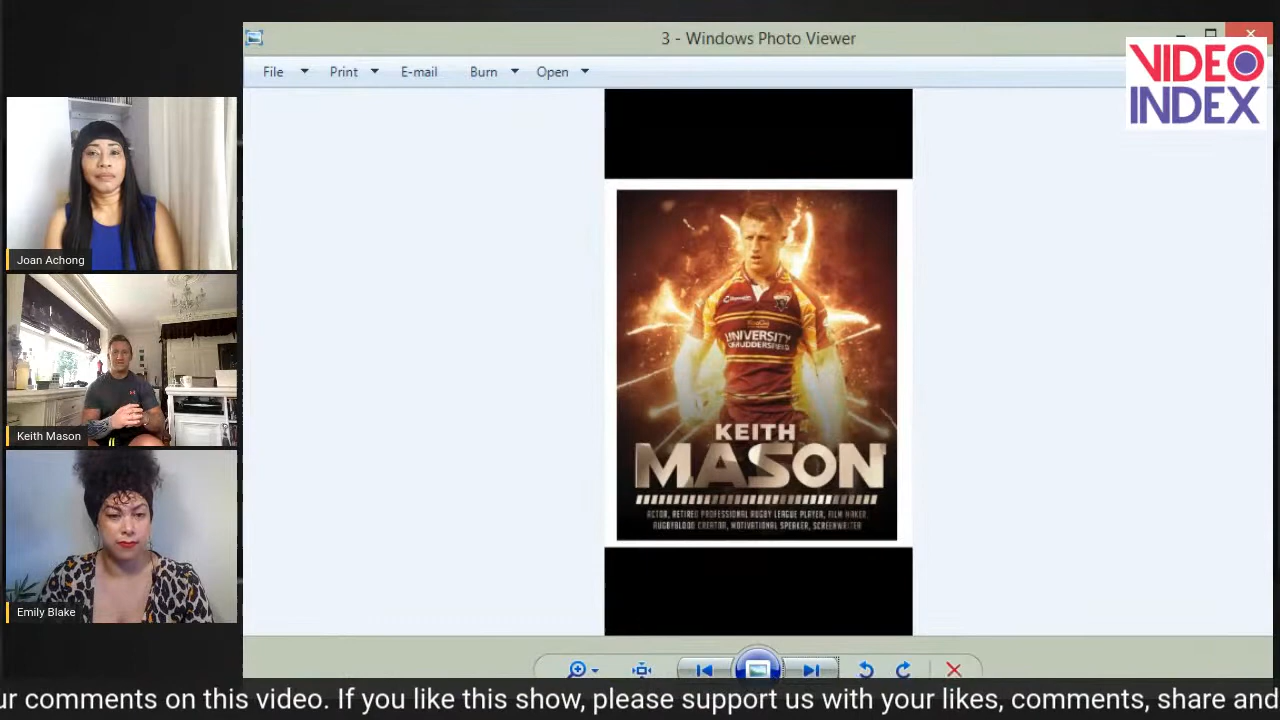 3 - Windows Photo Viewer
File
Print
E-mail
Burn
Open
VIDEO
INDEX
Joan Achong
Keith Mason
Emily Blake
UNIVERSITY
OF HUDDERSFIELD
KEITH
MASON
ACTOR, RETIRED PROFESSIONAL RUGBY LEAGUE PLAYER, FILM MAKER,
RUGBYBLOOD CREATOR, MOTIVATIONAL SPEAKER, SCREENWRITER
ur comments on this video. If you like this show, please support us with your likes, comments, share and